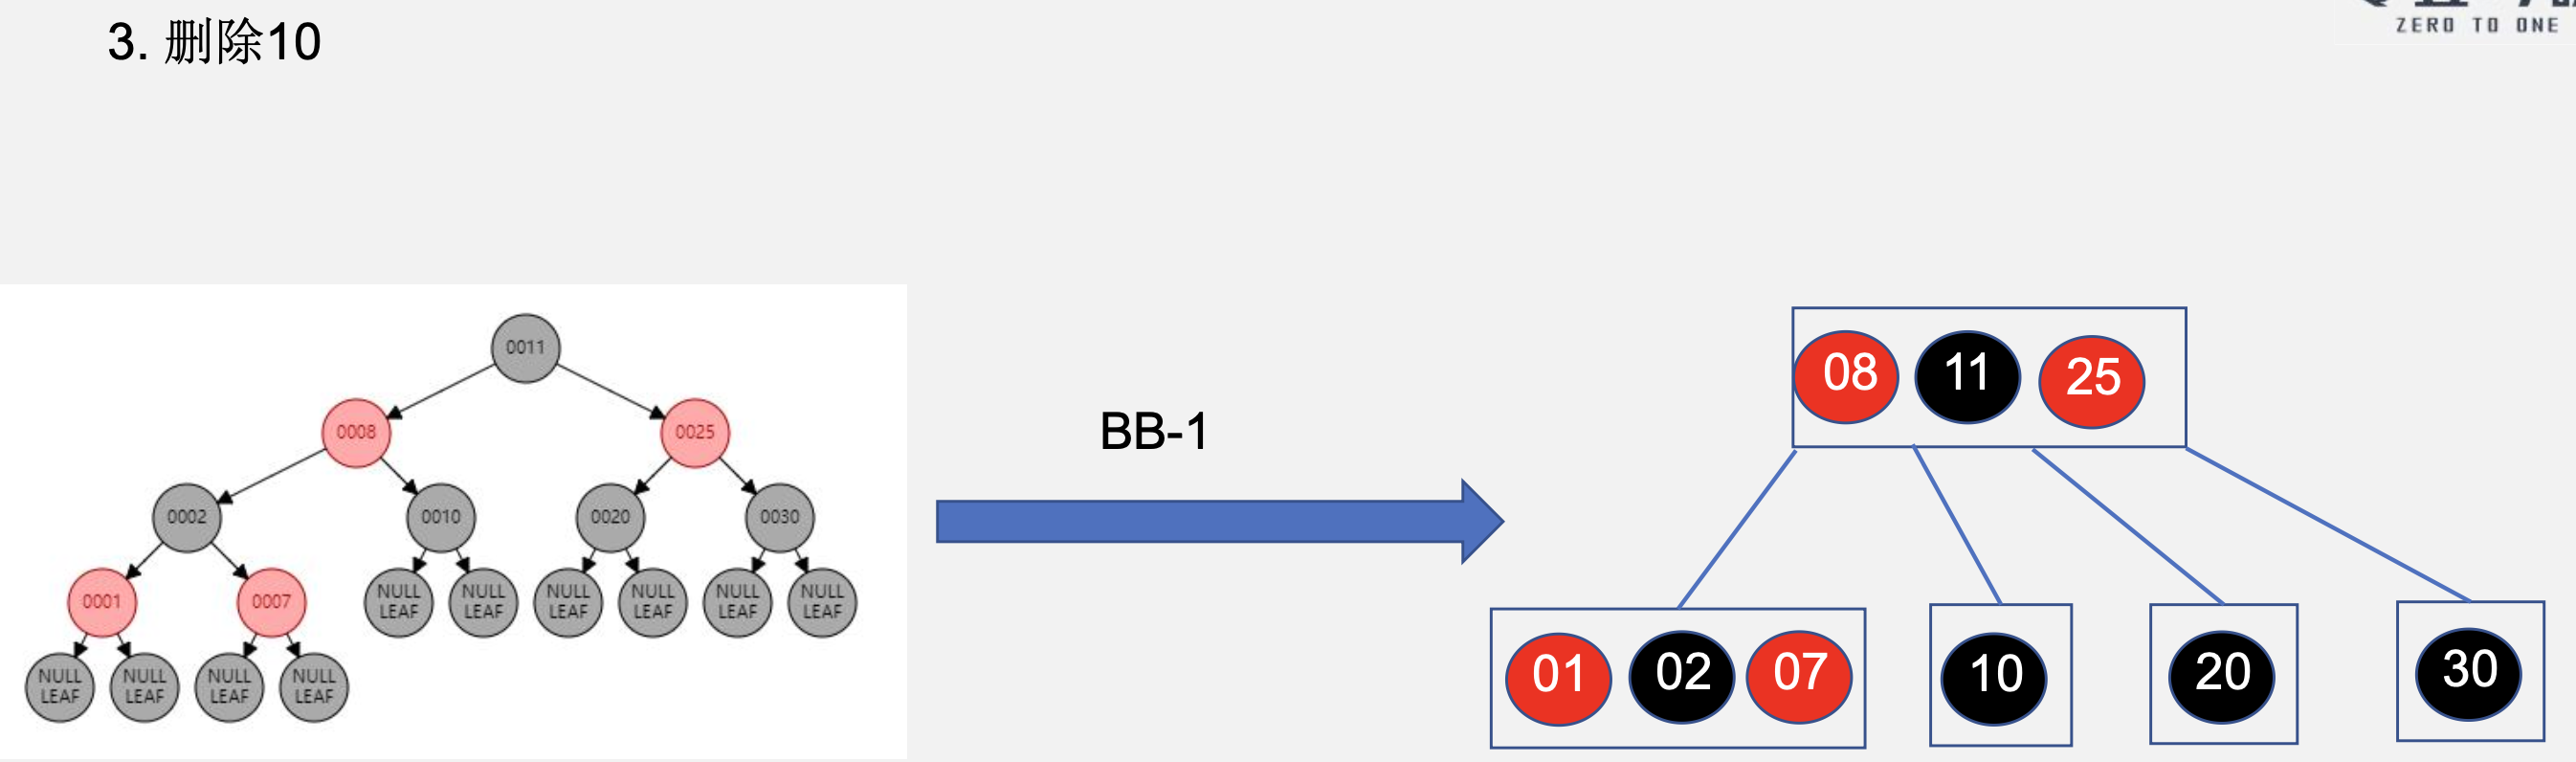 3. 删除10
ZERO TO ONE
0011
0008
0025
0002
0010
0020
0030
0001
0007
NULL
LEAF
NULL
LEAF
NULL
LEAF
NULL
LEAF
NULL
LEAF
NULL
LEAF
NULL
LEAF
NULL
LEAF
NULL
LEAF
NULL
LEAF
BB-1
08 11 25
01 02 07
10
20
30